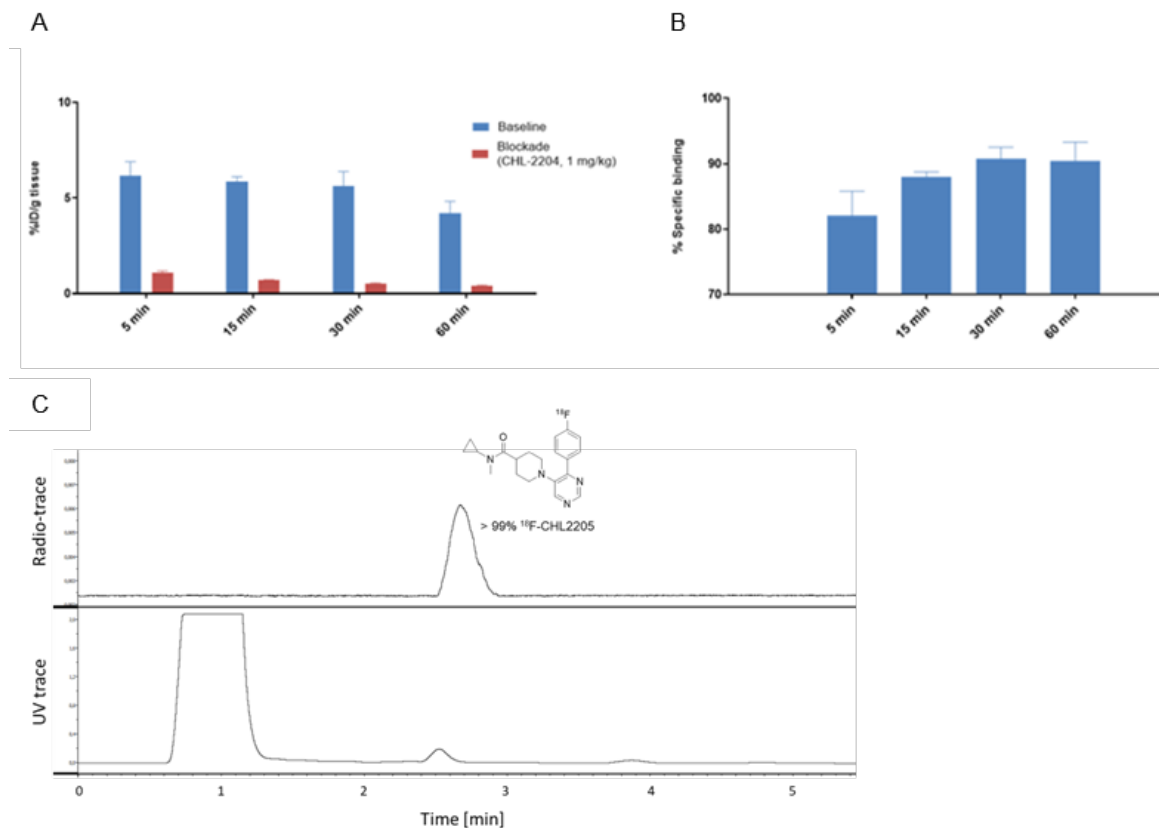 A
10
5
0
%ID/g tissue
Baseline
Blockade
(CHL-2204, 1 mg/kg)
5 min
15 min
30 min
60 min
B
100
90
80
70
% Specific binding
5 min
15 min
30 min
60 min
C
Radio-trace
18F
O
N
N
N
N
> 99% 18F-CHL2205
UV trace
0
1
2
3
4
5
Time [min]